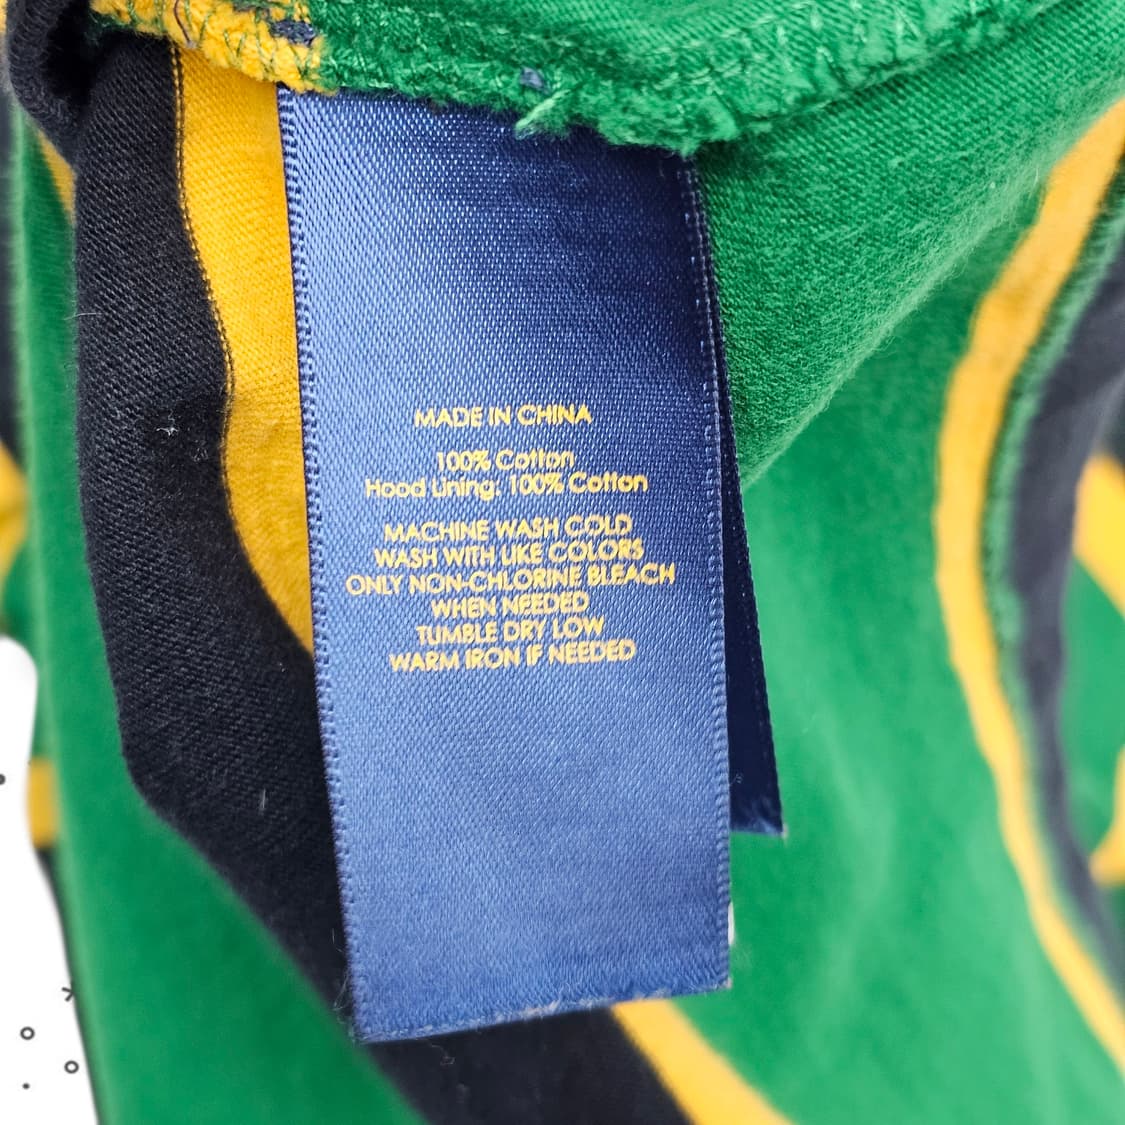 MADE IN CHINA
100% Cotton
Hood Lining: 100% Cotton
MACHINE WASH COLD
WASH WITH LIKE COLORS
ONLY NON-CHLORINE BLEACH
WHEN NEEDED
TUMBLE DRY LOW
WARM IRON IF NEEDED